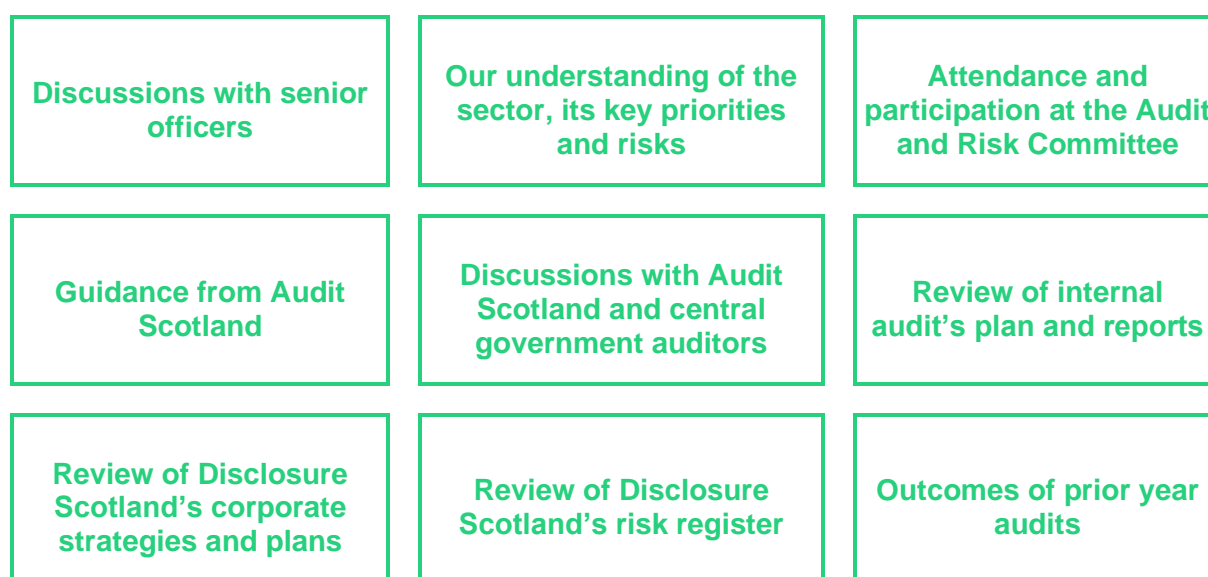 Discussions with senior
officers
Our understanding of the
sector, its key priorities
and risks
Attendance and
participation at the Audit
and Risk Committee
Guidance from Audit
Scotland
Discussions with Audit
Scotland and central
government auditors
Review of internal
audit’s plan and reports
Review of Disclosure
Scotland’s corporate
strategies and plans
Review of Disclosure
Scotland’s risk register
Outcomes of prior year
audits